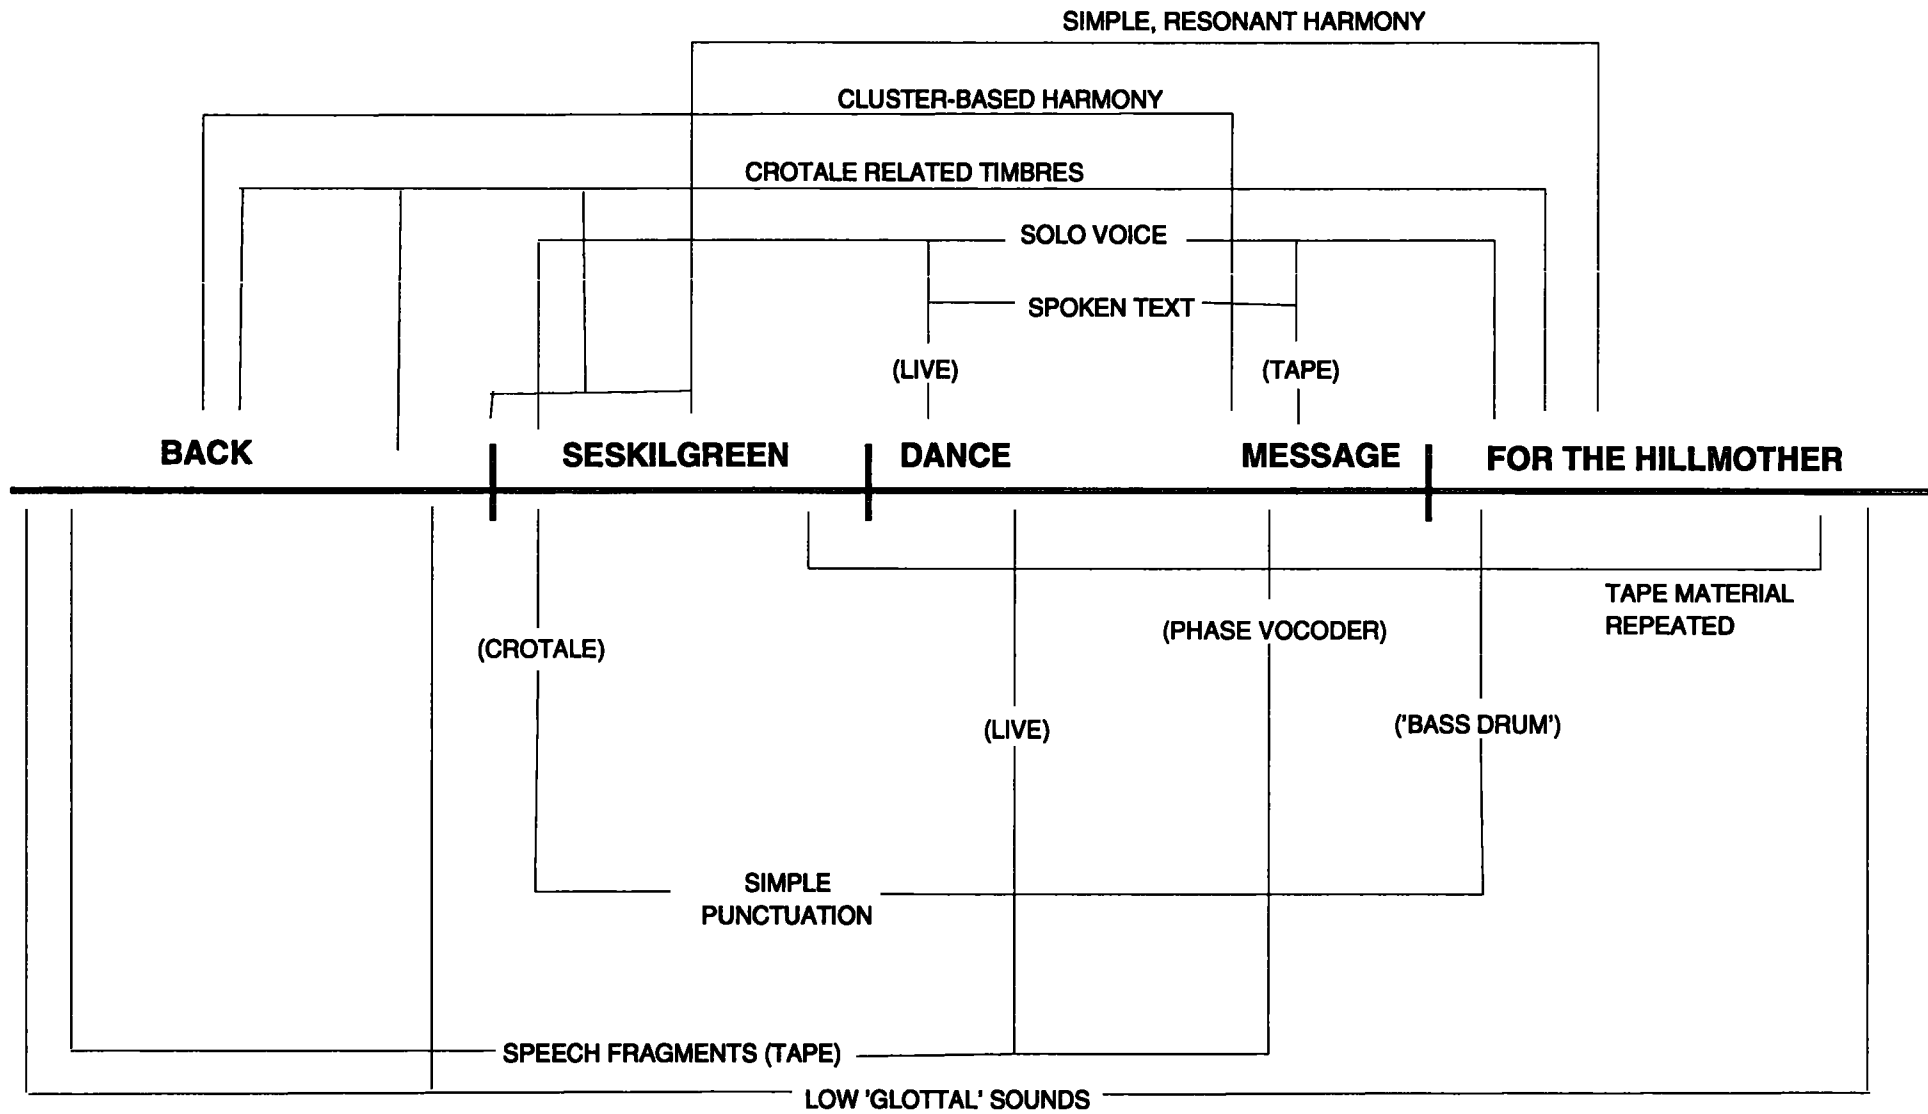 SIMPLE, RESONANT HARMONY
CLUSTER-BASED HARMONY
CROTALE RELATED TIMBRES
SOLO VOICE
SPOKEN TEXT
(LIVE)
(TAPE)
BACK
SESKILGREEN
DANCE
MESSAGE
FOR THE HILLMOTHER
TAPE MATERIAL
REPEATED
(PHASE VOCODER)
(CROTALE)
(LIVE)
('BASS DRUM')
SIMPLE
PUNCTUATION
SPEECH FRAGMENTS (TAPE)
LOW 'GLOTTAL' SOUNDS